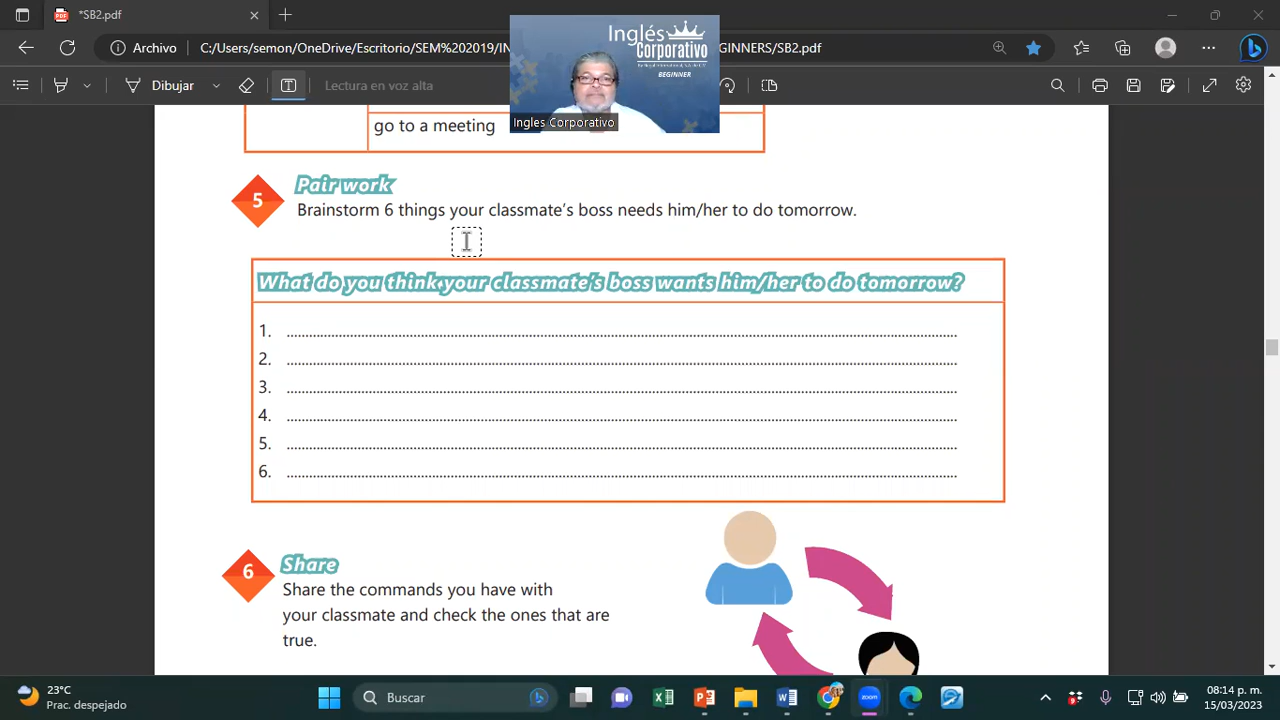 *SB2.pdf
Archivo
C:/Users/semon/OneDrive/Escritorio/SEM%202019/IN
GINNERS/SB2.pdf
Dibujar
Lectura en voz alta
Inglés
Corporativo
BEGINNER
Ingles Corporativo
go to a meeting
5
Pair work
Brainstorm 6 things your classmate's boss needs him/her to do tomorrow.
What do you think your classmate's boss wants him/her to do tomorrow?
1. ....................
2. ....................
3. ....................
4. ....................
5. ....................
6. ....................
6
Share
Share the commands you have with
your classmate and check the ones that are
true.
23°C
Prac. despejado
Buscar
zoom
9
08:14 p. m.
15/03/2023